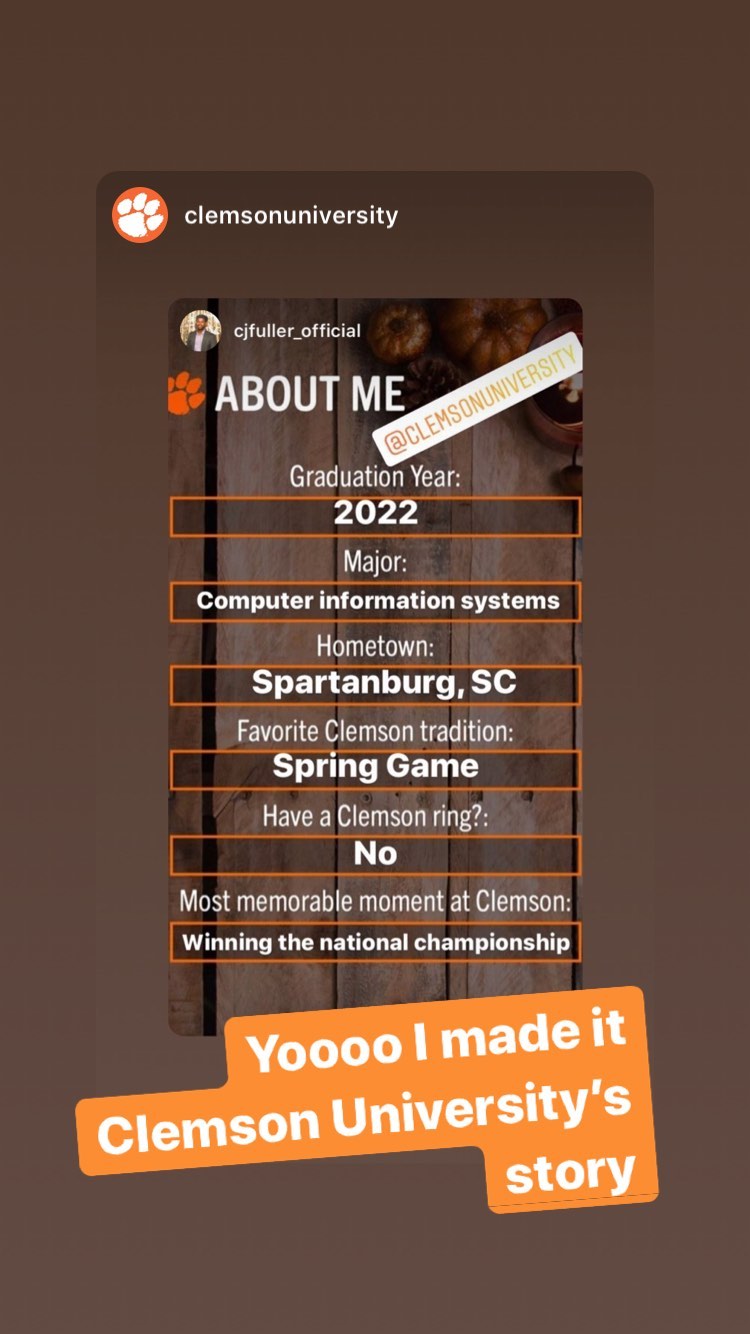 clemsonuniversity
cjfuller_official
ABOUT ME
@CLEMSONUNIVERSITY
Graduation Year:
2022
Major:
Computer information systems
Hometown:
Spartanburg, SC
Favorite Clemson tradition:
Spring Game
Have a Clemson ring?:
No
Most memorable moment at Clemson:
Winning the national championship
Yoooo I made it
Clemson University’s
story